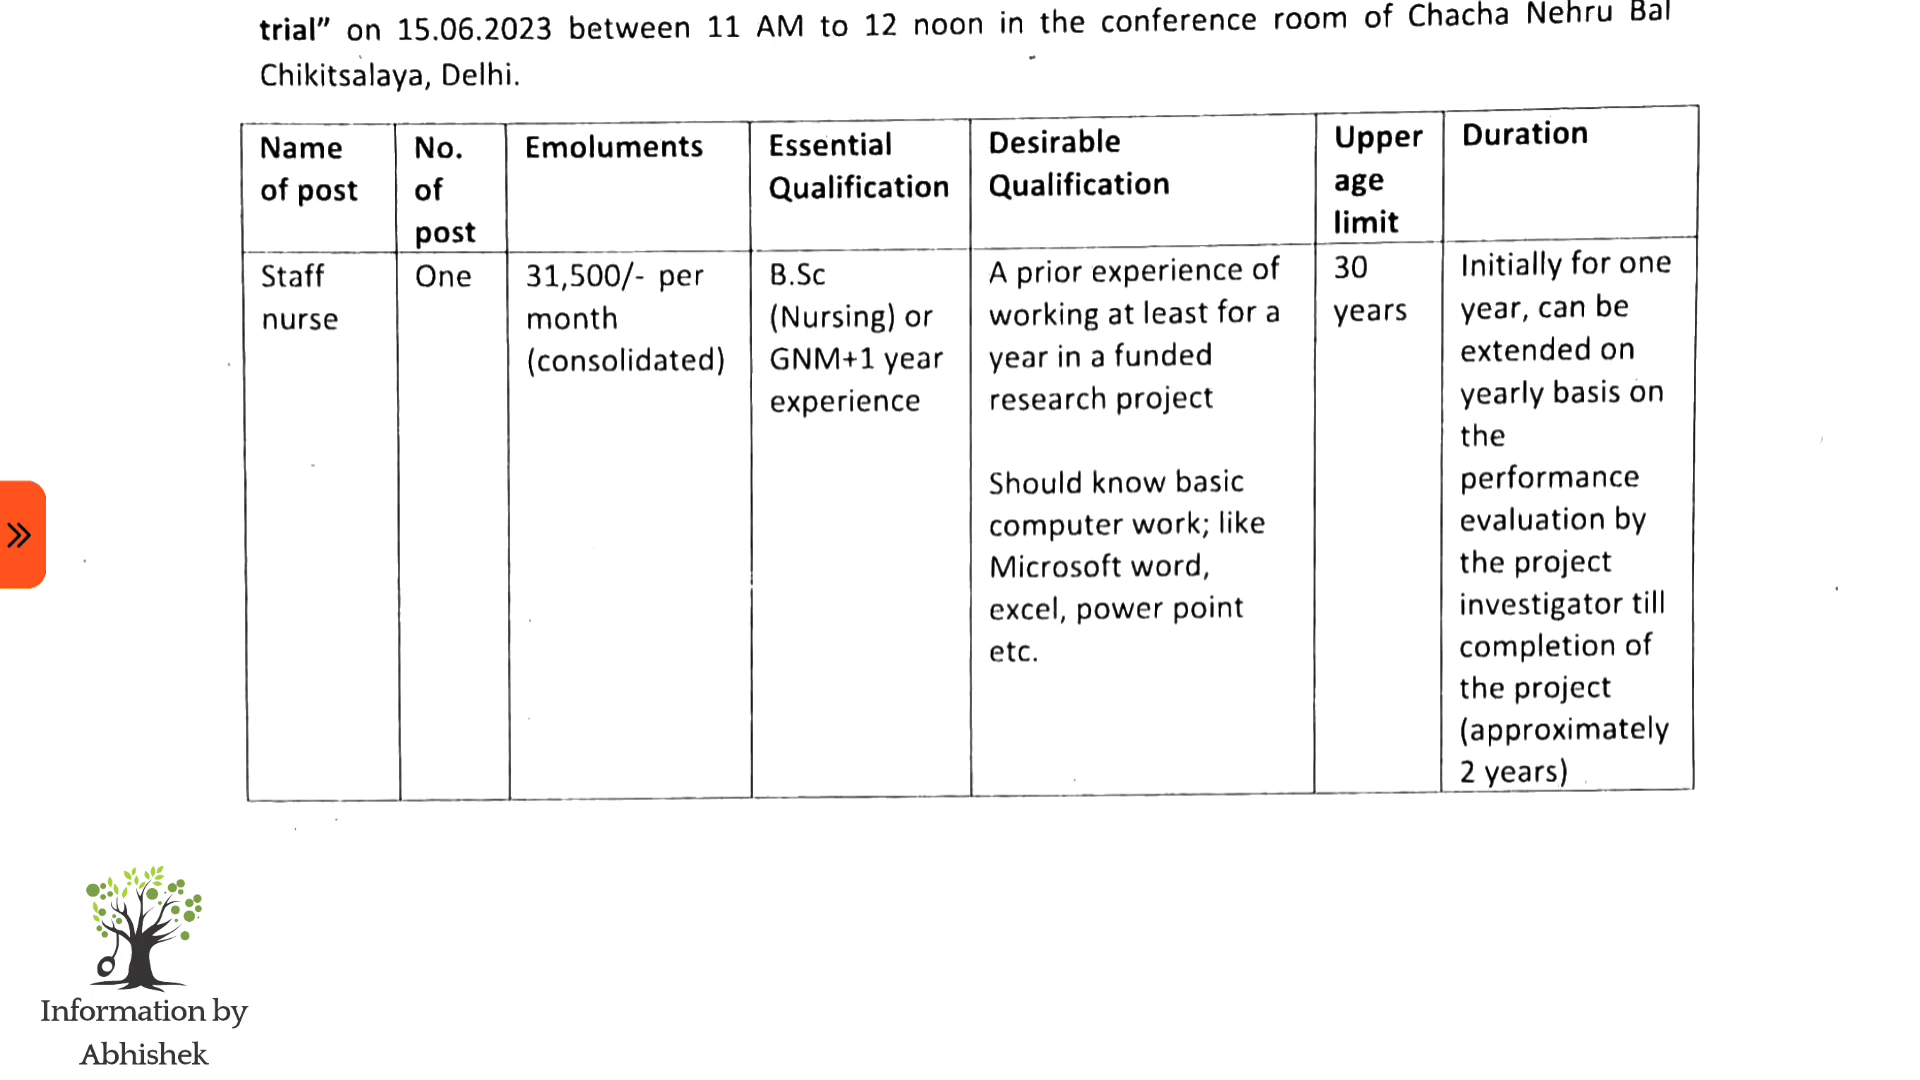 trial” on 15.06.2023 between 11 AM to 12 noon in the conference room of Chacha Nehru Bal
Chikitsalaya, Delhi.
Name
of post
No.
of
post
Emoluments
Essential
Qualification
Desirable
Qualification
Upper
age
limit
Duration
Staff
nurse
One
31,500/- per
month
(consolidated)
B.Sc
(Nursing) or
GNM+1 year
experience
A prior experience of
working at least for a
year in a funded
research project
Should know basic
computer work; like
Microsoft word,
excel, power point
etc.
30
years
Initially for one
year, can be
extended on
yearly basis on
the
performance
evaluation by
the project
investigator till
completion of
the project
(approximately
2 years)
Information by
Abhishek